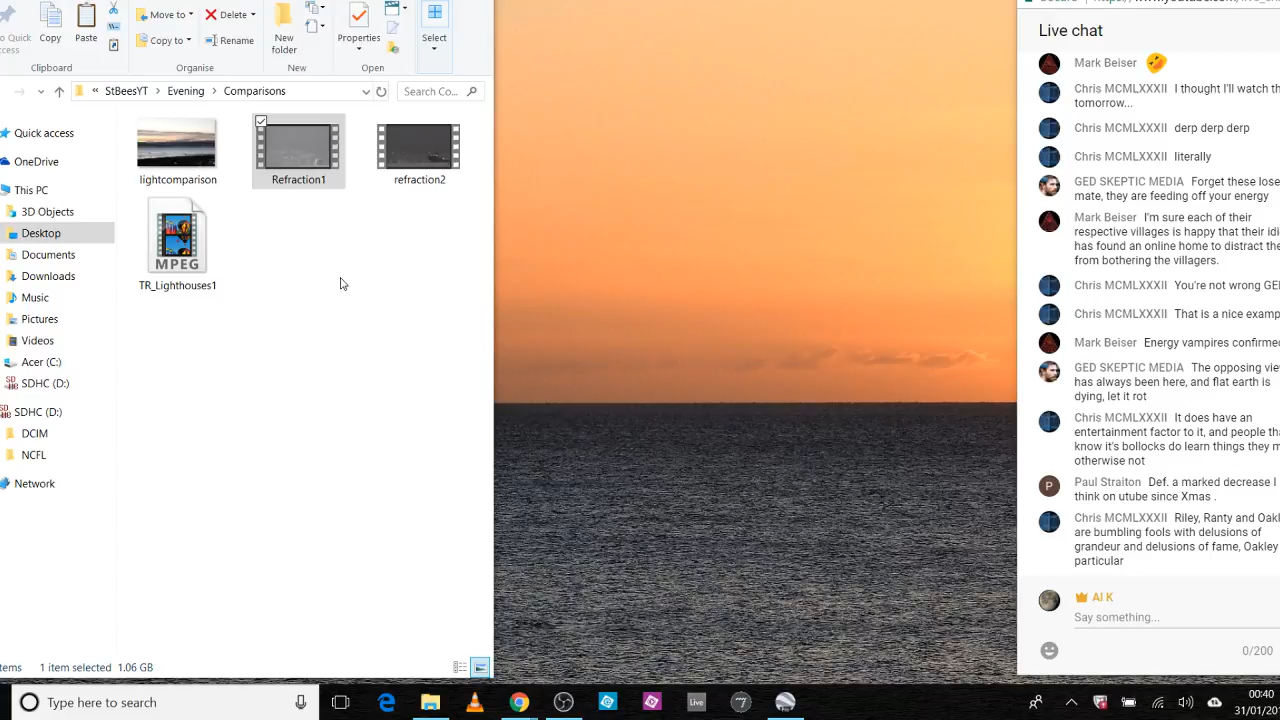 Move to
Delete
Copy
Paste
Copy to
Rename
New
folder
Properties
Select
Clipboard
Organise
New
Open
« StBeesYT > Evening > Comparisons
Search Co...
Quick access
OneDrive
This PC
3D Objects
Desktop
Documents
Downloads
Music
Pictures
Videos
Acer (C:)
SDHC (D:)
SDHC (D:)
DCIM
NCFL
Network
lightcomparison
Refraction1
refraction2
MPEG
TR_Lighthouses1
1 item selected 1.06 GB
Live chat
Mark Beiser
Chris MCMLXXXII I thought I'll watch th
tomorrow...
Chris MCMLXXXII derp derp derp
Chris MCMLXXXII literally
GED SKEPTIC MEDIA Forget these lose
mate, they are feeding off your energy
Mark Beiser I'm sure each of their
respective villages is happy that their idi
has found an online home to distract the
from bothering the villagers.
Chris MCMLXXXII You're not wrong GE
Chris MCMLXXXII That is a nice examp
Mark Beiser Energy vampires confirme
GED SKEPTIC MEDIA The opposing vie
has always been here, and flat earth is
dying, let it rot
Chris MCMLXXXII It does have an
entertainment factor to it, and people tha
know it's bollocks do learn things they m
otherwise not
P
Paul Straiton Def. a marked decrease I
think on utube since Xmas .
Chris MCMLXXXII Riley, Ranty and Oakl
are bumbling fools with delusions of
grandeur and delusions of fame, Oakley
particular
Al K
Say something...
0/200
Type here to search
Live
00:40
31/01/201